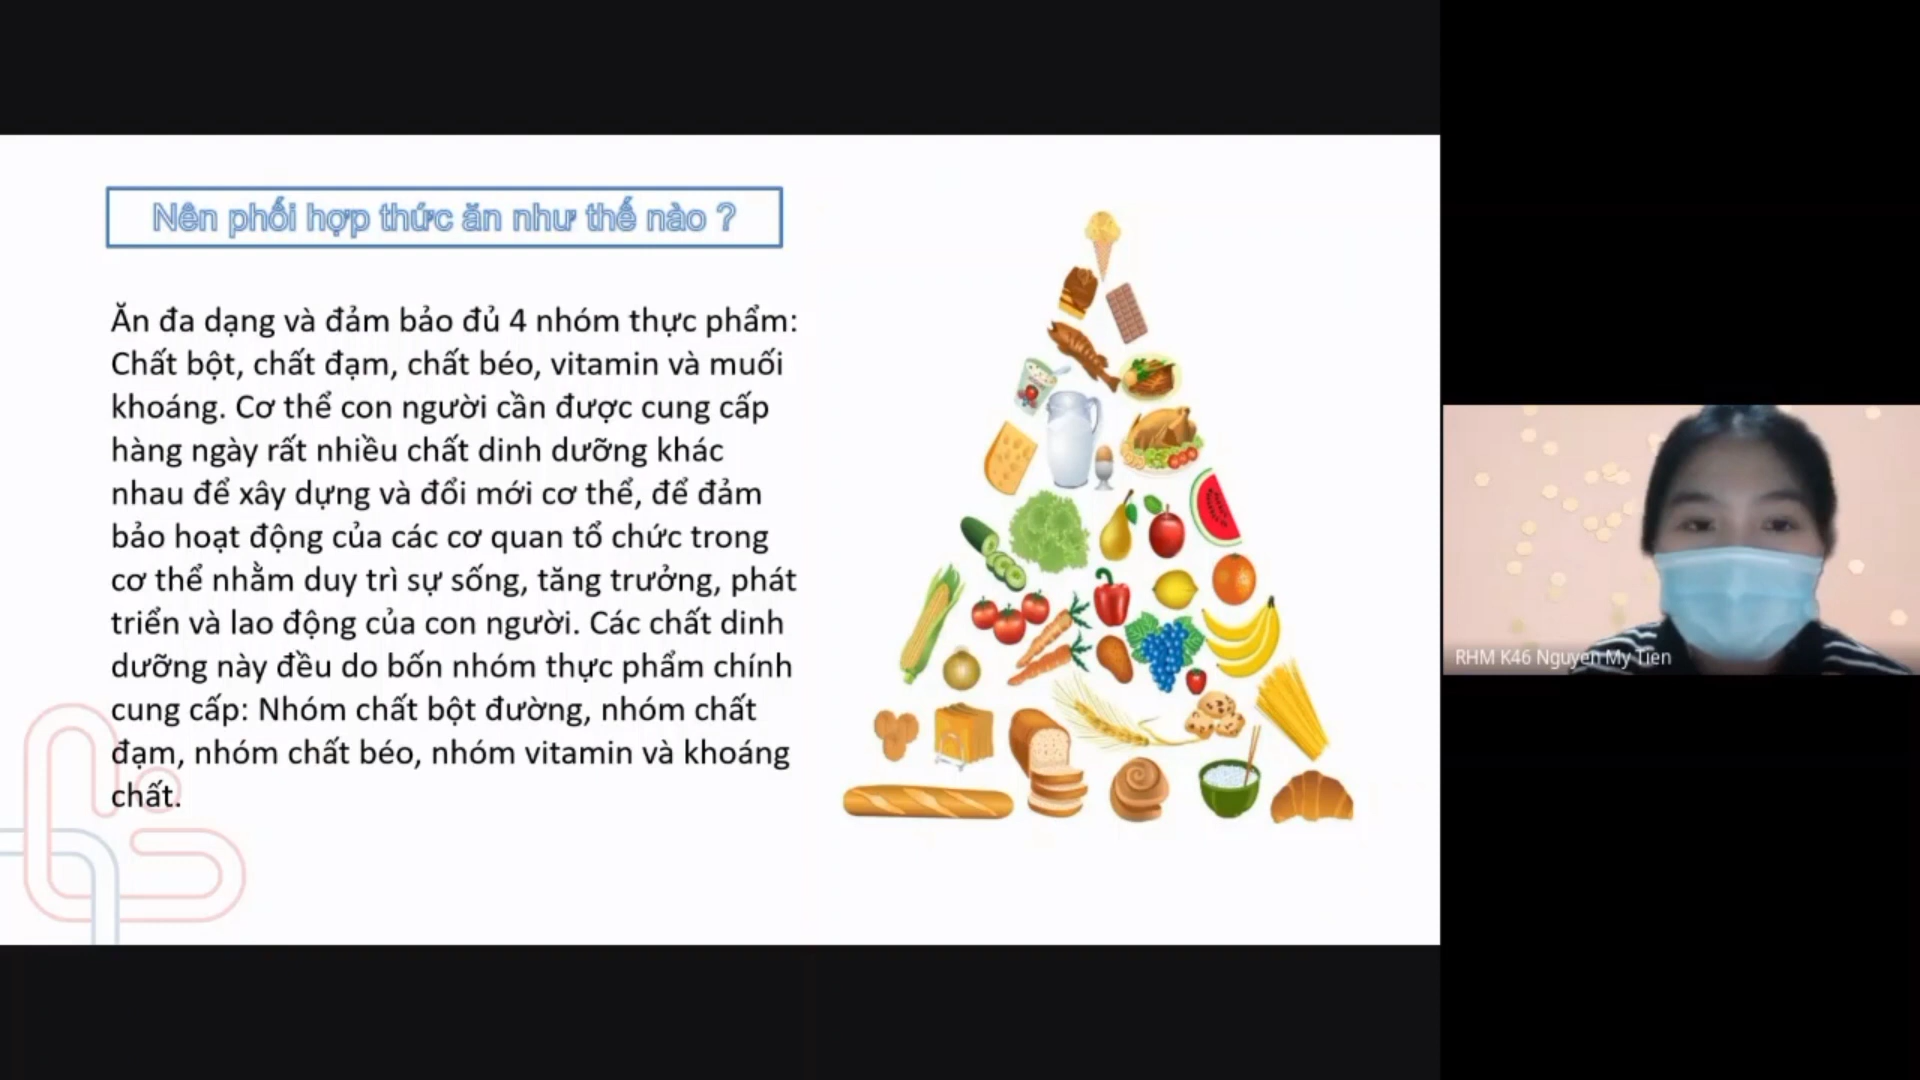 Nên phối hợp thức ăn như thế nào ?
Ăn đa dạng và đảm bảo đủ 4 nhóm thực phẩm:
Chất bột, chất đạm, chất béo, vitamin và muối
khoáng. Cơ thể con người cần được cung cấp
hàng ngày rất nhiều chất dinh dưỡng khác
nhau để xây dựng và đổi mới cơ thể, để đảm
bảo hoạt động của các cơ quan tổ chức trong
cơ thể nhằm duy trì sự sống, tăng trưởng, phát
triển và lao động của con người. Các chất dinh
dưỡng này đều do bốn nhóm thực phẩm chính
cung cấp: Nhóm chất bột đường, nhóm chất
đạm, nhóm chất béo, nhóm vitamin và khoáng
chất.
RHM K46 Nguyen My Tien